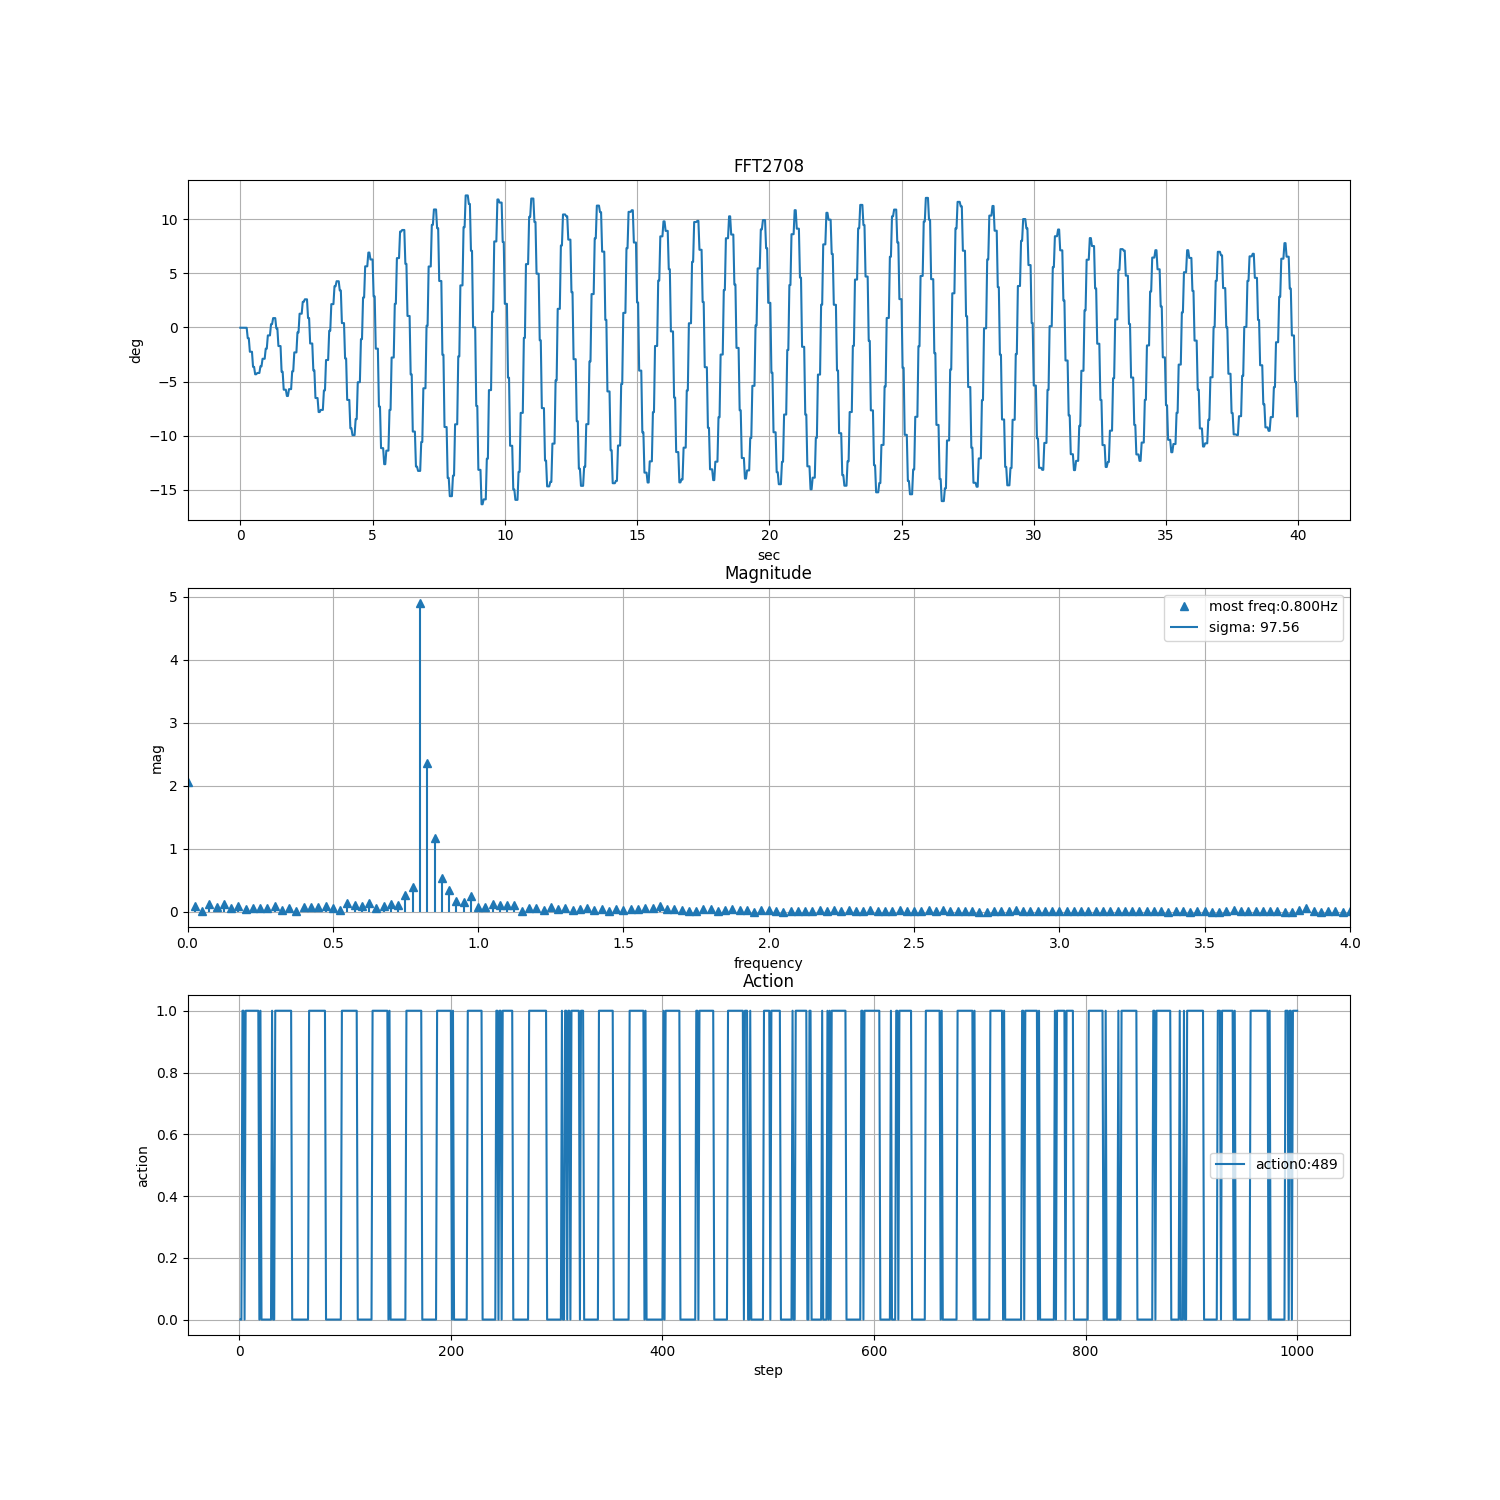 FFT2708
10
5
0
−5
−10
−15
deg
0 5 10 15 20 25 30 35 40
sec
Magnitude
5
4
3
2
1
0
mag
most freq:0.800Hz
sigma: 97.56
0.0 0.5 1.0 1.5 2.0 2.5 3.0 3.5 4.0
frequency
Action
1.0
0.8
0.6
0.4
0.2
0.0
action
action0:489
0 200 400 600 800 1000
step